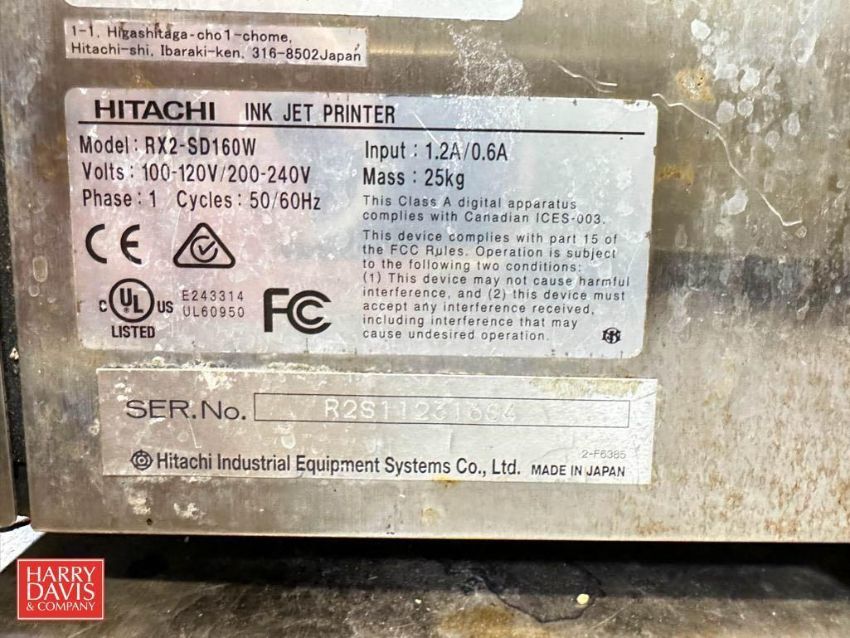 1-1, Higashitaga-cho1-chome,
Hitachi-shi, Ibaraki-ken, 316-8502Japan
HITACHI INK JET PRINTER
Model : RX2-SD160W
Volts : 100-120V/200-240V
Phase : 1 Cycles : 50/60Hz
Input : 1.2A/0.6A
Mass : 25kg
This Class A digital apparatus
complies with Canadian ICES-003.
This device complies with part 15 of
the FCC Rules. Operation is subject
to the following two conditions:
(1) This device may not cause harmful
interference, and (2) this device must
accept any interference received,
including interference that may
cause undesired operation.
CE
C UL US
LISTED
E243314
UL60950
FC
SER.No.
2-F6385
Hitachi Industrial Equipment Systems Co., Ltd. MADE IN JAPAN
HARRY
DAVIS
& COMPANY